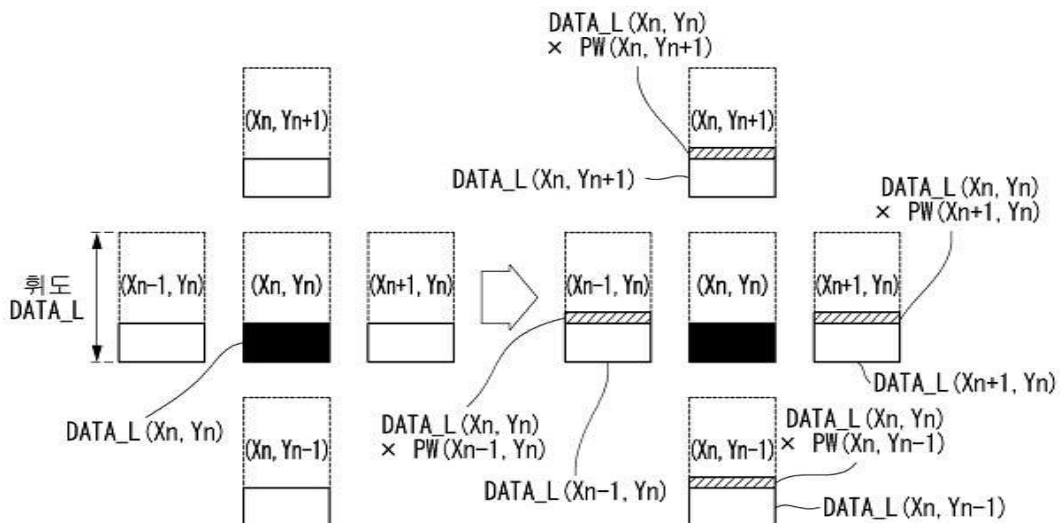 DATA_L(Xn, Yn)
× PW(Xn, Yn+1)
(Xn, Yn+1)
(Xn, Yn+1)
DATA_L(Xn, Yn+1)
DATA_L(Xn, Yn)
× PW(Xn+1, Yn)
휘도
DATA_L
(Xn-1, Yn)
(Xn, Yn)
(Xn+1, Yn)
(Xn-1, Yn)
(Xn, Yn)
(Xn+1, Yn)
DATA_L(Xn+1, Yn)
DATA_L(Xn, Yn)
DATA_L(Xn, Yn)
× PW(Xn-1, Yn)
DATA_L(Xn, Yn)
× PW(Xn, Yn-1)
(Xn, Yn-1)
(Xn, Yn-1)
DATA_L(Xn-1, Yn)
DATA_L(Xn, Yn-1)